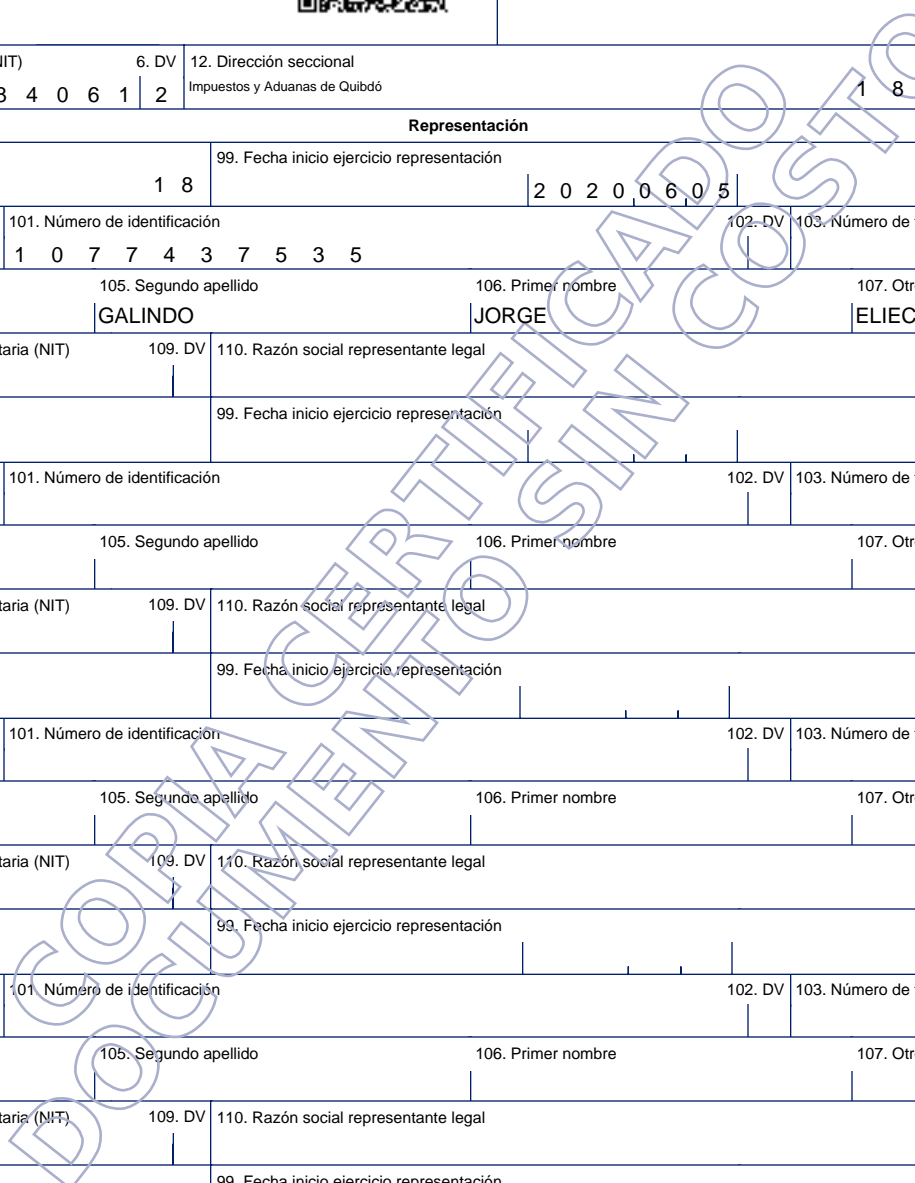 6. DV 12. Dirección seccional
4 0 6 1 2 Impuestos y Aduanas de Quibdó 1 8
Representación
99. Fecha inicio ejercicio representación
1 8 2 0 2 0 0 6 0 5
101. Número de identificación 102. DV 103. Número de
1 0 7 7 4 3 7 5 3 5
105. Segundo apellido 106. Primer nombre 107. Otr
GALINDO JORGE ELIEC
taria (NIT) 109. DV 110. Razón social representante legal
99. Fecha inicio ejercicio representación
101. Número de identificación 102. DV 103. Número de
105. Segundo apellido 106. Primer nombre 107. Otr
taria (NIT) 109. DV 110. Razón social representante legal
99. Fecha inicio ejercicio representación
101. Número de identificación 102. DV 103. Número de
105. Segundo apellido 106. Primer nombre 107. Otr
taria (NIT) 109. DV 110. Razón social representante legal
99. Fecha inicio ejercicio representación
101. Número de identificación 102. DV 103. Número de
105. Segundo apellido 106. Primer nombre 107. Otr
taria (NIT) 109. DV 110. Razón social representante legal
99. Fecha inicio ejercicio representación
COPIA CERTIFICADO
DOCUMENTO SIN COSTO